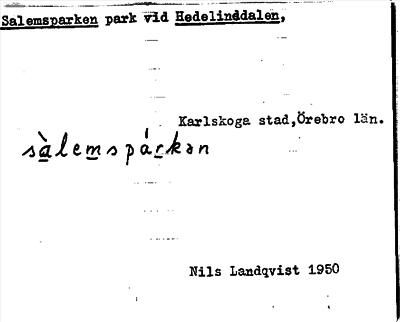 Salemsparken park vid Hedelinddalen,
Karlskoga stad,Örebro län.
sàlemspárkən
Nils Landqvist 1950